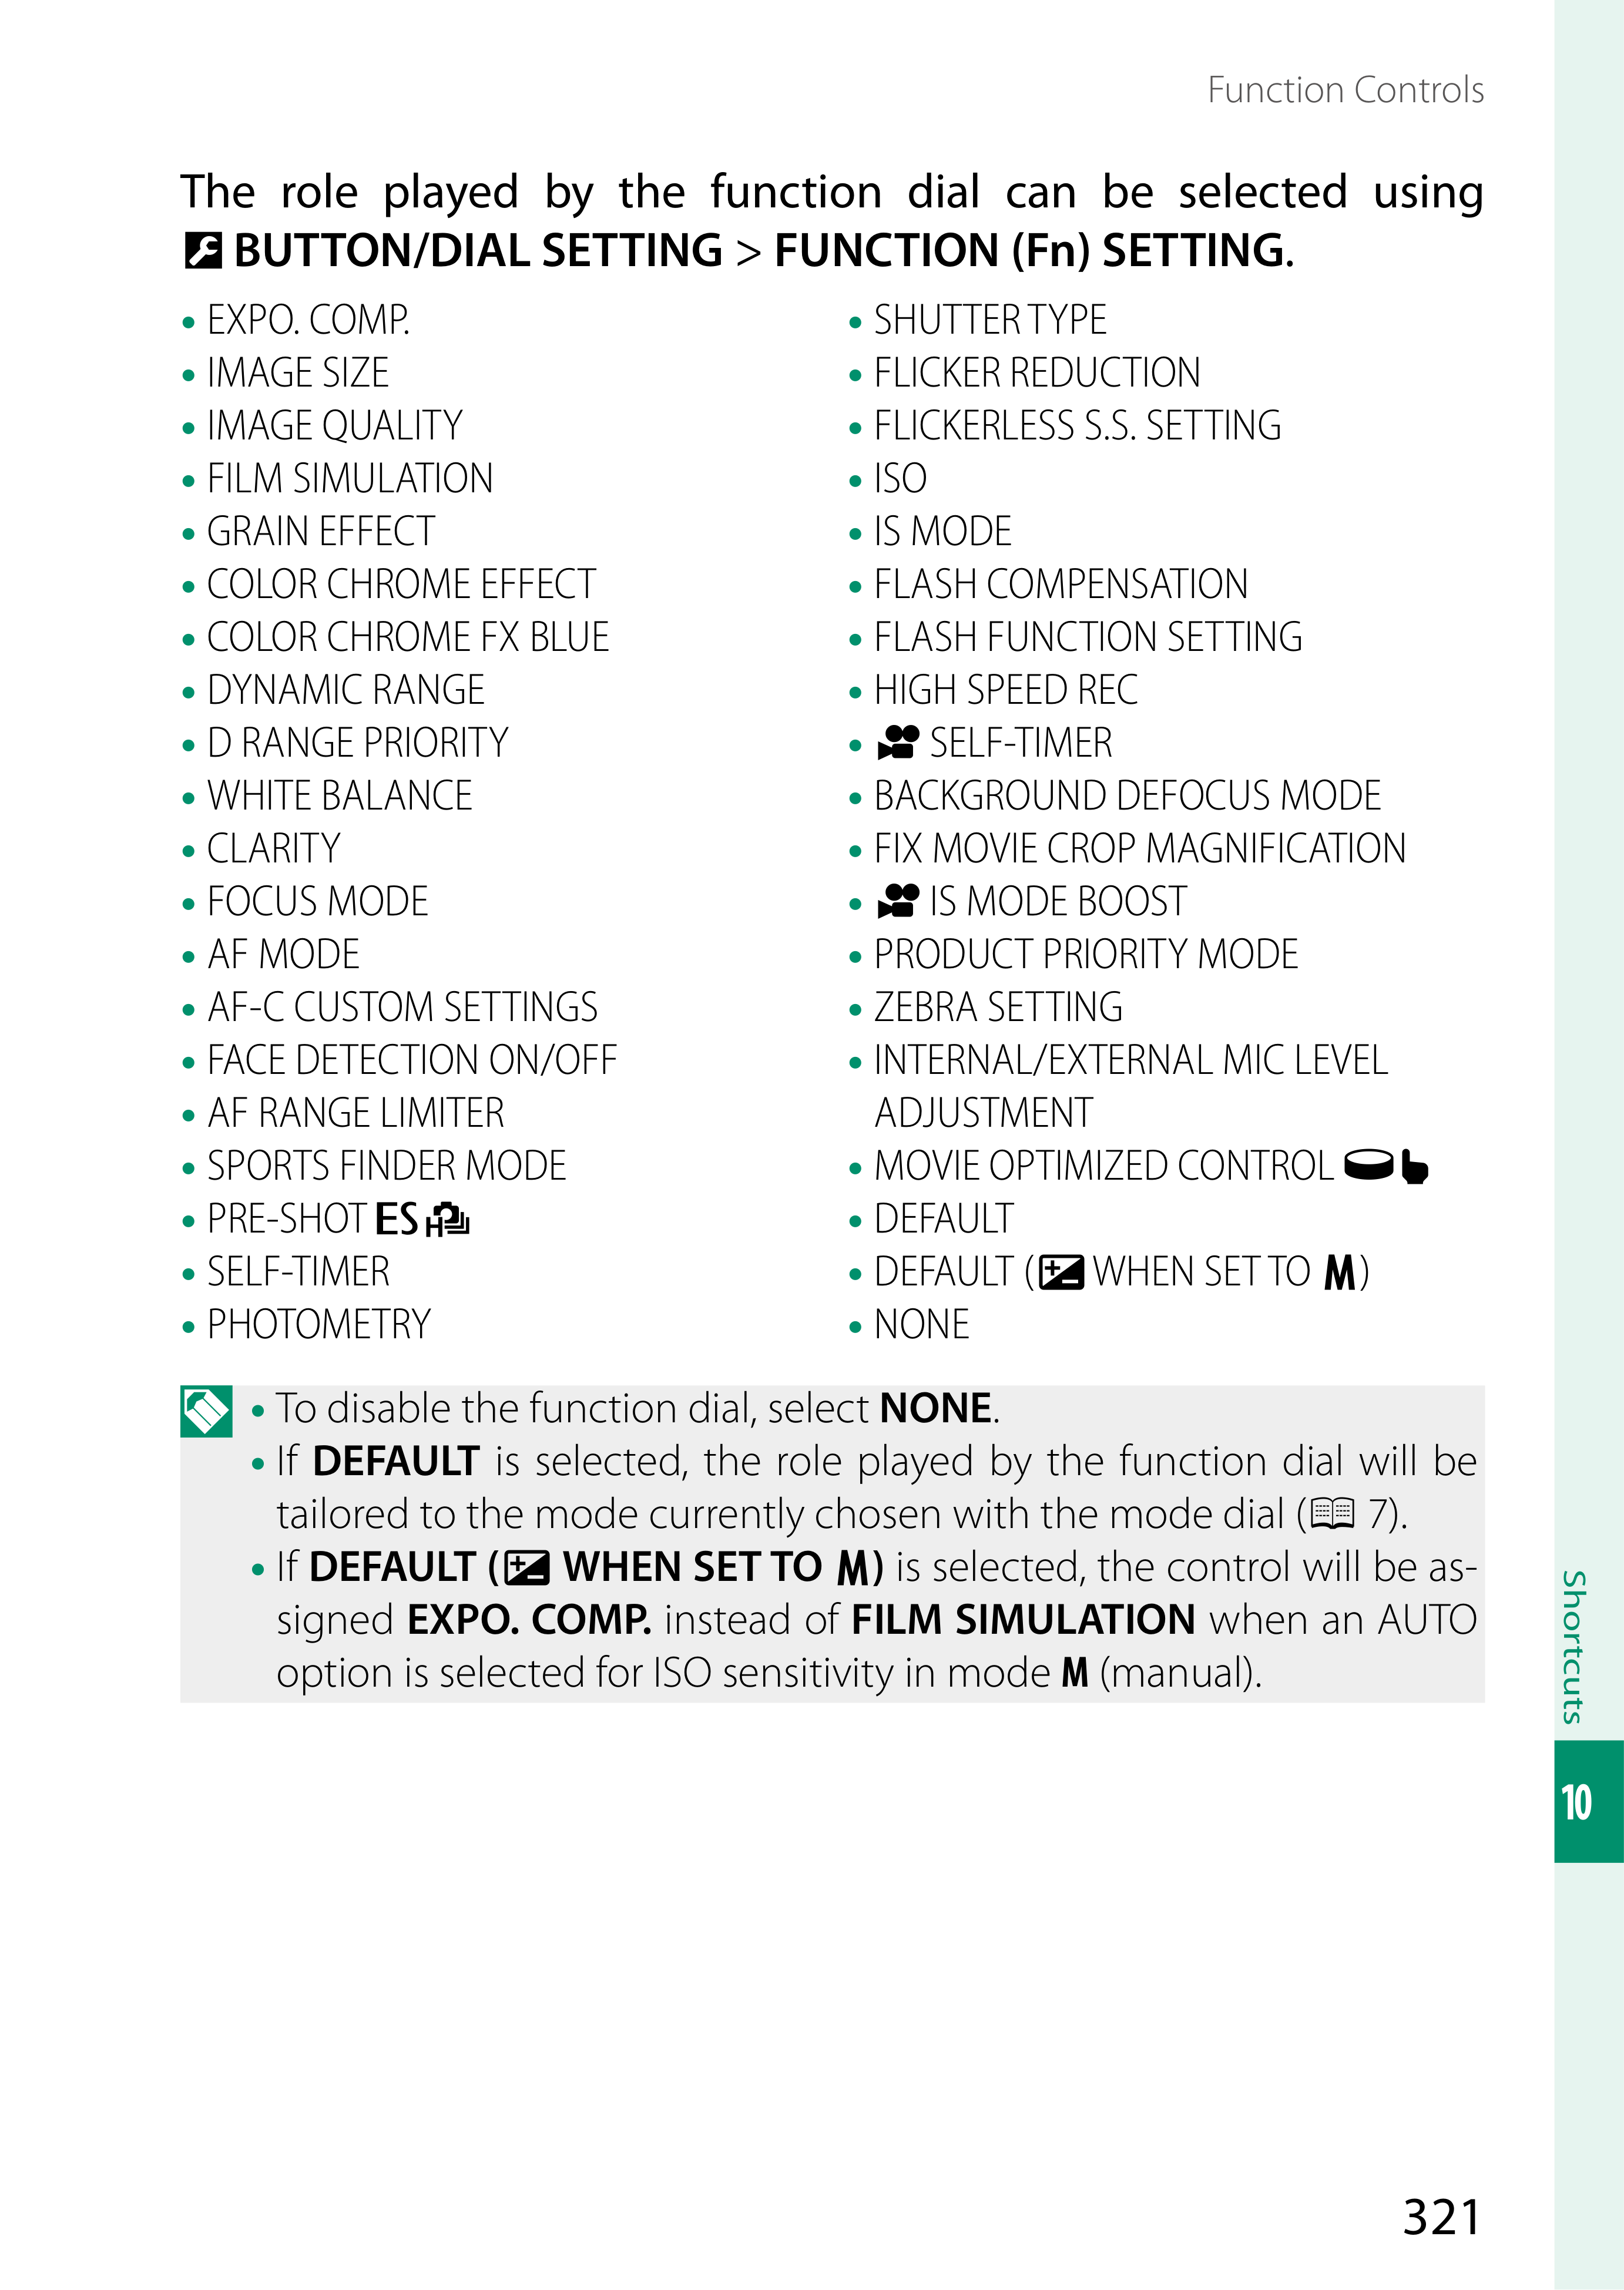 Function Controls
The role played by the function dial can be selected using
BUTTON/DIAL SETTING > FUNCTION (Fn) SETTING.
• EXPO. COMP.
• IMAGE SIZE
• IMAGE QUALITY
• FILM SIMULATION
• GRAIN EFFECT
• COLOR CHROME EFFECT
• COLOR CHROME FX BLUE
• DYNAMIC RANGE
• D RANGE PRIORITY
• WHITE BALANCE
• CLARITY
• FOCUS MODE
• AF MODE
• AF-C CUSTOM SETTINGS
• FACE DETECTION ON/OFF
• AF RANGE LIMITER
• SPORTS FINDER MODE
• PRE-SHOT ES H
• SELF-TIMER
• PHOTOMETRY
• SHUTTER TYPE
• FLICKER REDUCTION
• FLICKERLESS S.S. SETTING
• ISO
• IS MODE
• FLASH COMPENSATION
• FLASH FUNCTION SETTING
• HIGH SPEED REC
• SELF-TIMER
• BACKGROUND DEFOCUS MODE
• FIX MOVIE CROP MAGNIFICATION
• IS MODE BOOST
• PRODUCT PRIORITY MODE
• ZEBRA SETTING
• INTERNAL/EXTERNAL MIC LEVEL
ADJUSTMENT
• MOVIE OPTIMIZED CONTROL
• DEFAULT
• DEFAULT ( WHEN SET TO M)
• NONE
• To disable the function dial, select NONE.
• If DEFAULT is selected, the role played by the function dial will be
tailored to the mode currently chosen with the mode dial ( 7).
• If DEFAULT ( WHEN SET TO M) is selected, the control will be as-
signed EXPO. COMP. instead of FILM SIMULATION when an AUTO
option is selected for ISO sensitivity in mode M (manual).
Shortcuts
10
321